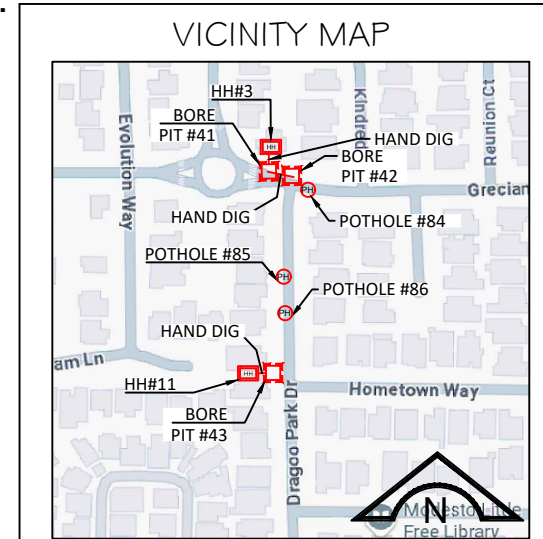 VICINITY MAP
HH#3
BORE
PIT #41
HH
HAND DIG
BORE
PIT #42
Evolution Way
Kindred
Reunion Ct
Grecian
HAND DIG
PH
POTHOLE #84
POTHOLE #85
PH
PH
POTHOLE #86
HAND DIG
am Ln
HH
HH#11
BORE
PIT #43
Hometown Way
Dragoo Park Dr
N
Modesto Little
Free Library